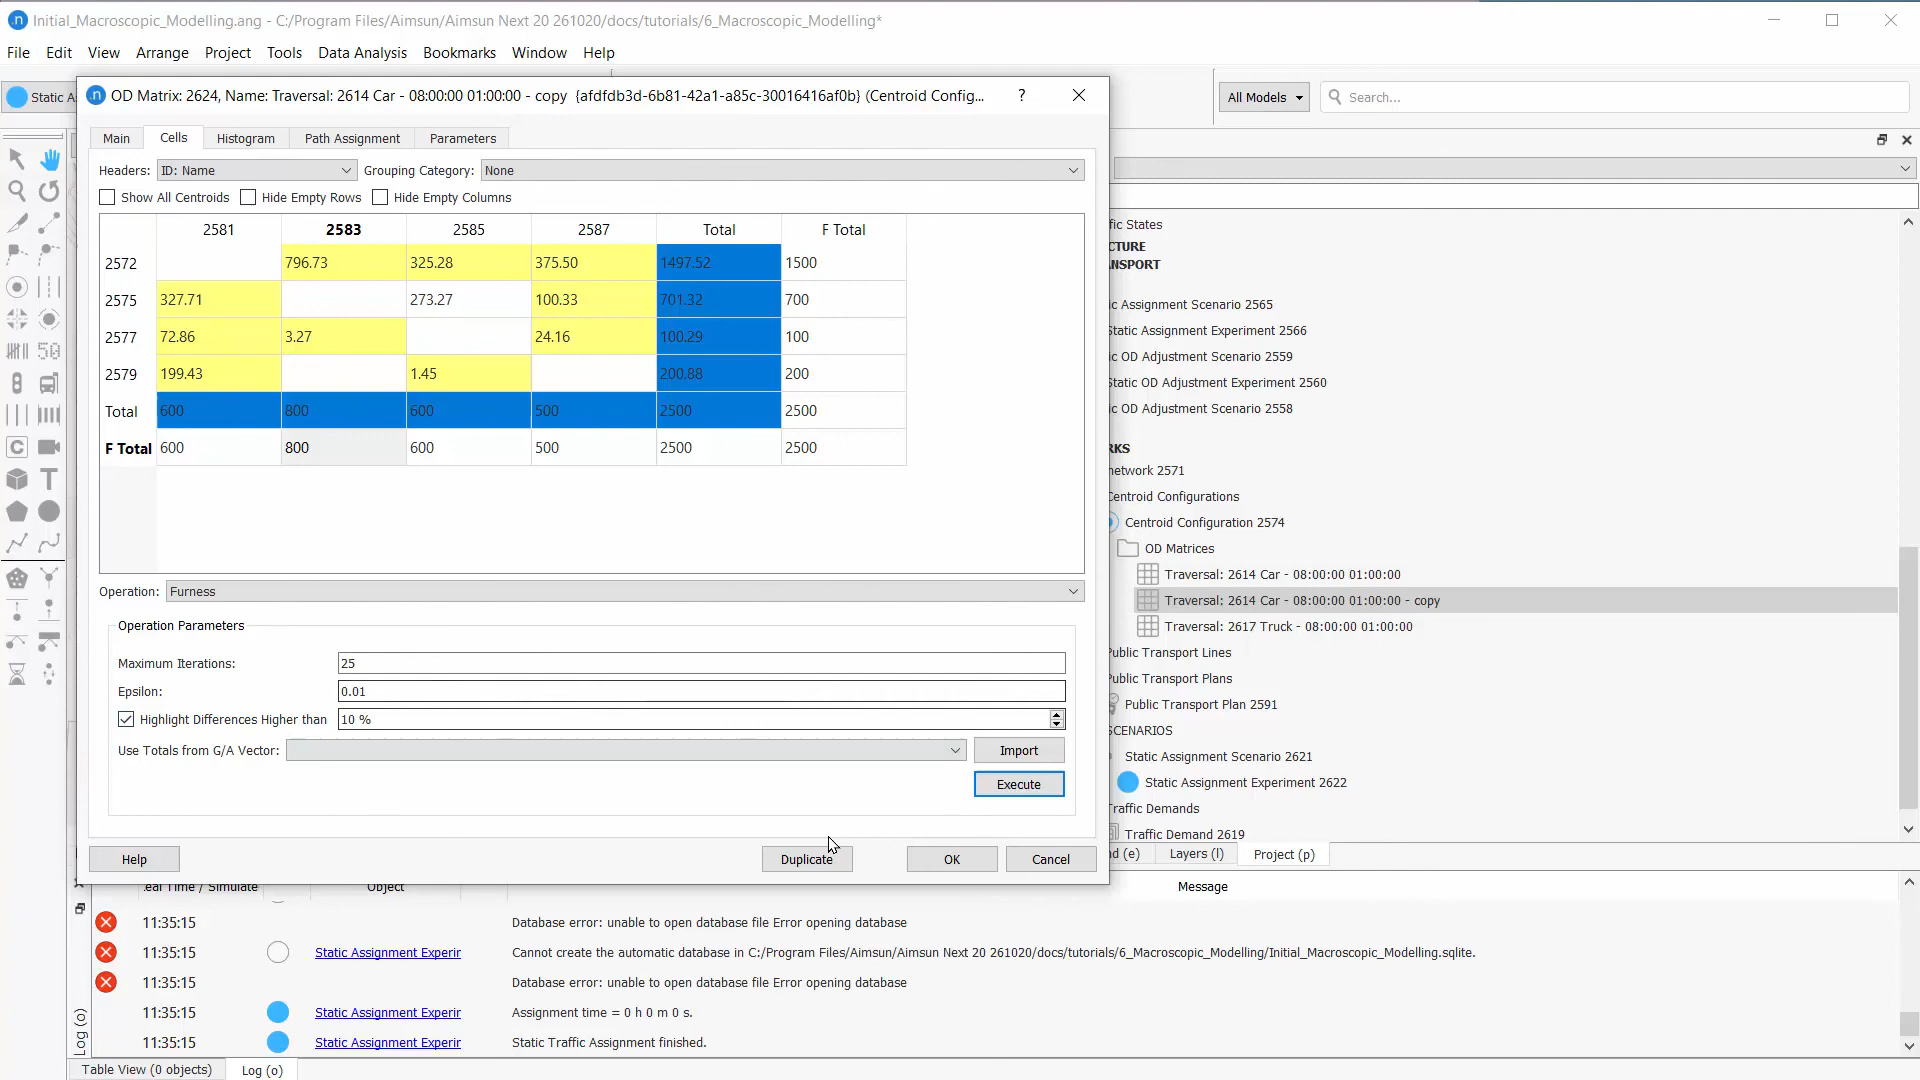 Initial_Macroscopic_Modelling.ang - C:/Program Files/Aimsun/Aimsun Next 20 261020/docs/tutorials/6_Macroscopic_Modelling*
File Edit View Arrange Project Tools Data Analysis Bookmarks Window Help
Static A
OD Matrix: 2624, Name: Traversal: 2614 Car - 08:00:00 01:00:00 - copy {afdfdb3d-6b81-42a1-a85c-30016416af0b} (Centroid Config... ?
All Models Search...
Main Cells Histogram Path Assignment Parameters
Headers: ID: Name Grouping Category: None
Show All Centroids Hide Empty Rows Hide Empty Columns
2581 2583 2585 2587 Total F Total
2572 796.73 325.28 375.50 1497.52 1500
2575 327.71 273.27 100.33 701.32 700
2577 72.86 3.27 24.16 100.29 100
2579 199.43 1.45 200.88 200
Total 600 800 600 500 2500 2500
F Total 600 800 600 500 2500 2500
Operation: Furness
Operation Parameters
Maximum Iterations: 25
Epsilon: 0.01
Highlight Differences Higher than 10 %
Use Totals from G/A Vector: Import
Execute
Help Duplicate OK Cancel
fic States
CTURE
ANSPORT
ic Assignment Scenario 2565
Static Assignment Experiment 2566
ic OD Adjustment Scenario 2559
Static OD Adjustment Experiment 2560
ic OD Adjustment Scenario 2558
RKS
network 2571
Centroid Configurations
Centroid Configuration 2574
OD Matrices
Traversal: 2614 Car - 08:00:00 01:00:00
Traversal: 2614 Car - 08:00:00 01:00:00 - copy
Traversal: 2617 Truck - 08:00:00 01:00:00
Public Transport Lines
Public Transport Plans
Public Transport Plan 2591
SCENARIOS
Static Assignment Scenario 2621
Static Assignment Experiment 2622
Traffic Demands
Traffic Demand 2619
nd (e) Layers (l) Project (p)
eal Time / Simulate Object Message
11:35:15 Database error: unable to open database file Error opening database
11:35:15 Static Assignment Experir Cannot create the automatic database in C:/Program Files/Aimsun/Aimsun Next 20 261020/docs/tutorials/6_Macroscopic_Modelling/Initial_Macroscopic_Modelling.sqlite.
11:35:15 Database error: unable to open database file Error opening database
11:35:15 Static Assignment Experir Assignment time = 0 h 0 m 0 s.
11:35:15 Static Assignment Experir Static Traffic Assignment finished.
Log (o)
Table View (0 objects) Log (o)